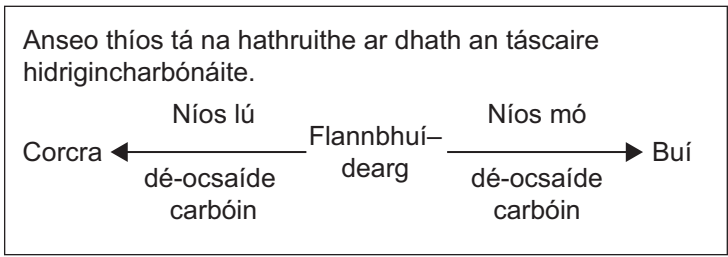 Anseo thíos tá na hathruithe ar dhath an táscaire
hidrigincharbónáite.
Níos lú
Níos mó
Corcra
Flannbhuí–
dearg
Buí
dé-ocsaíde
carbóin
dé-ocsaíde
carbóin